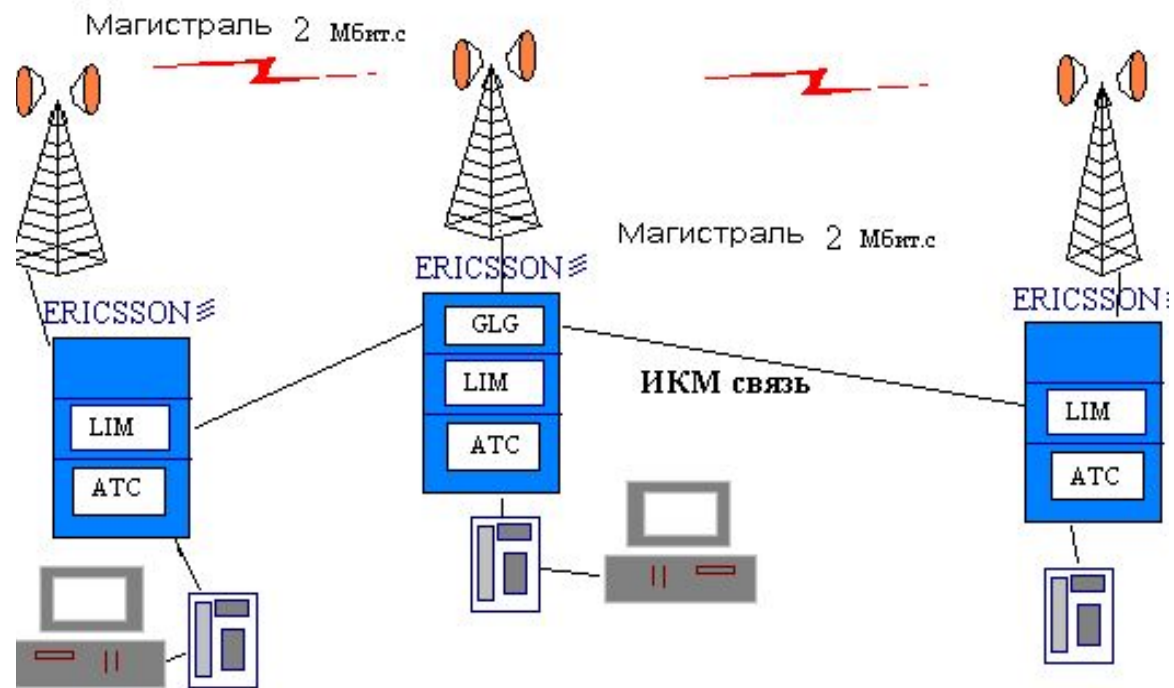 Магистраль 2 Мбит.с
Магистраль 2 Мбит.с
ERICSSON
ERICSSON
ERICSSON
GLG
LIM
АТС
ИКМ связь
LIM
АТС
LIM
АТС